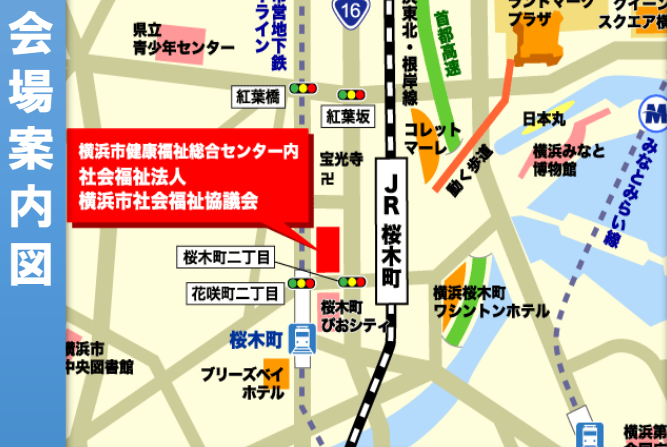 会場案内図
県立
青少年センター
営地下鉄
ライン
16
東北・根岸線
首都高速
ランドマーク
プラザ
クイーン
スクエア横
紅葉橋
紅葉坂
コレット
マーレ
動く歩道
日本丸
横浜みなと
博物館
M
みなとみらい線
横浜市健康福祉総合センター内
社会福祉法人
横浜市社会福祉協議会
宝光寺
卍
JR桜木町
桜木町二丁目
花咲町二丁目
桜木町
ぴおシティ
横浜桜木町
ワシントンホテル
桜木町
ブリーズベイ
ホテル
横浜市
中央図書館
横浜第